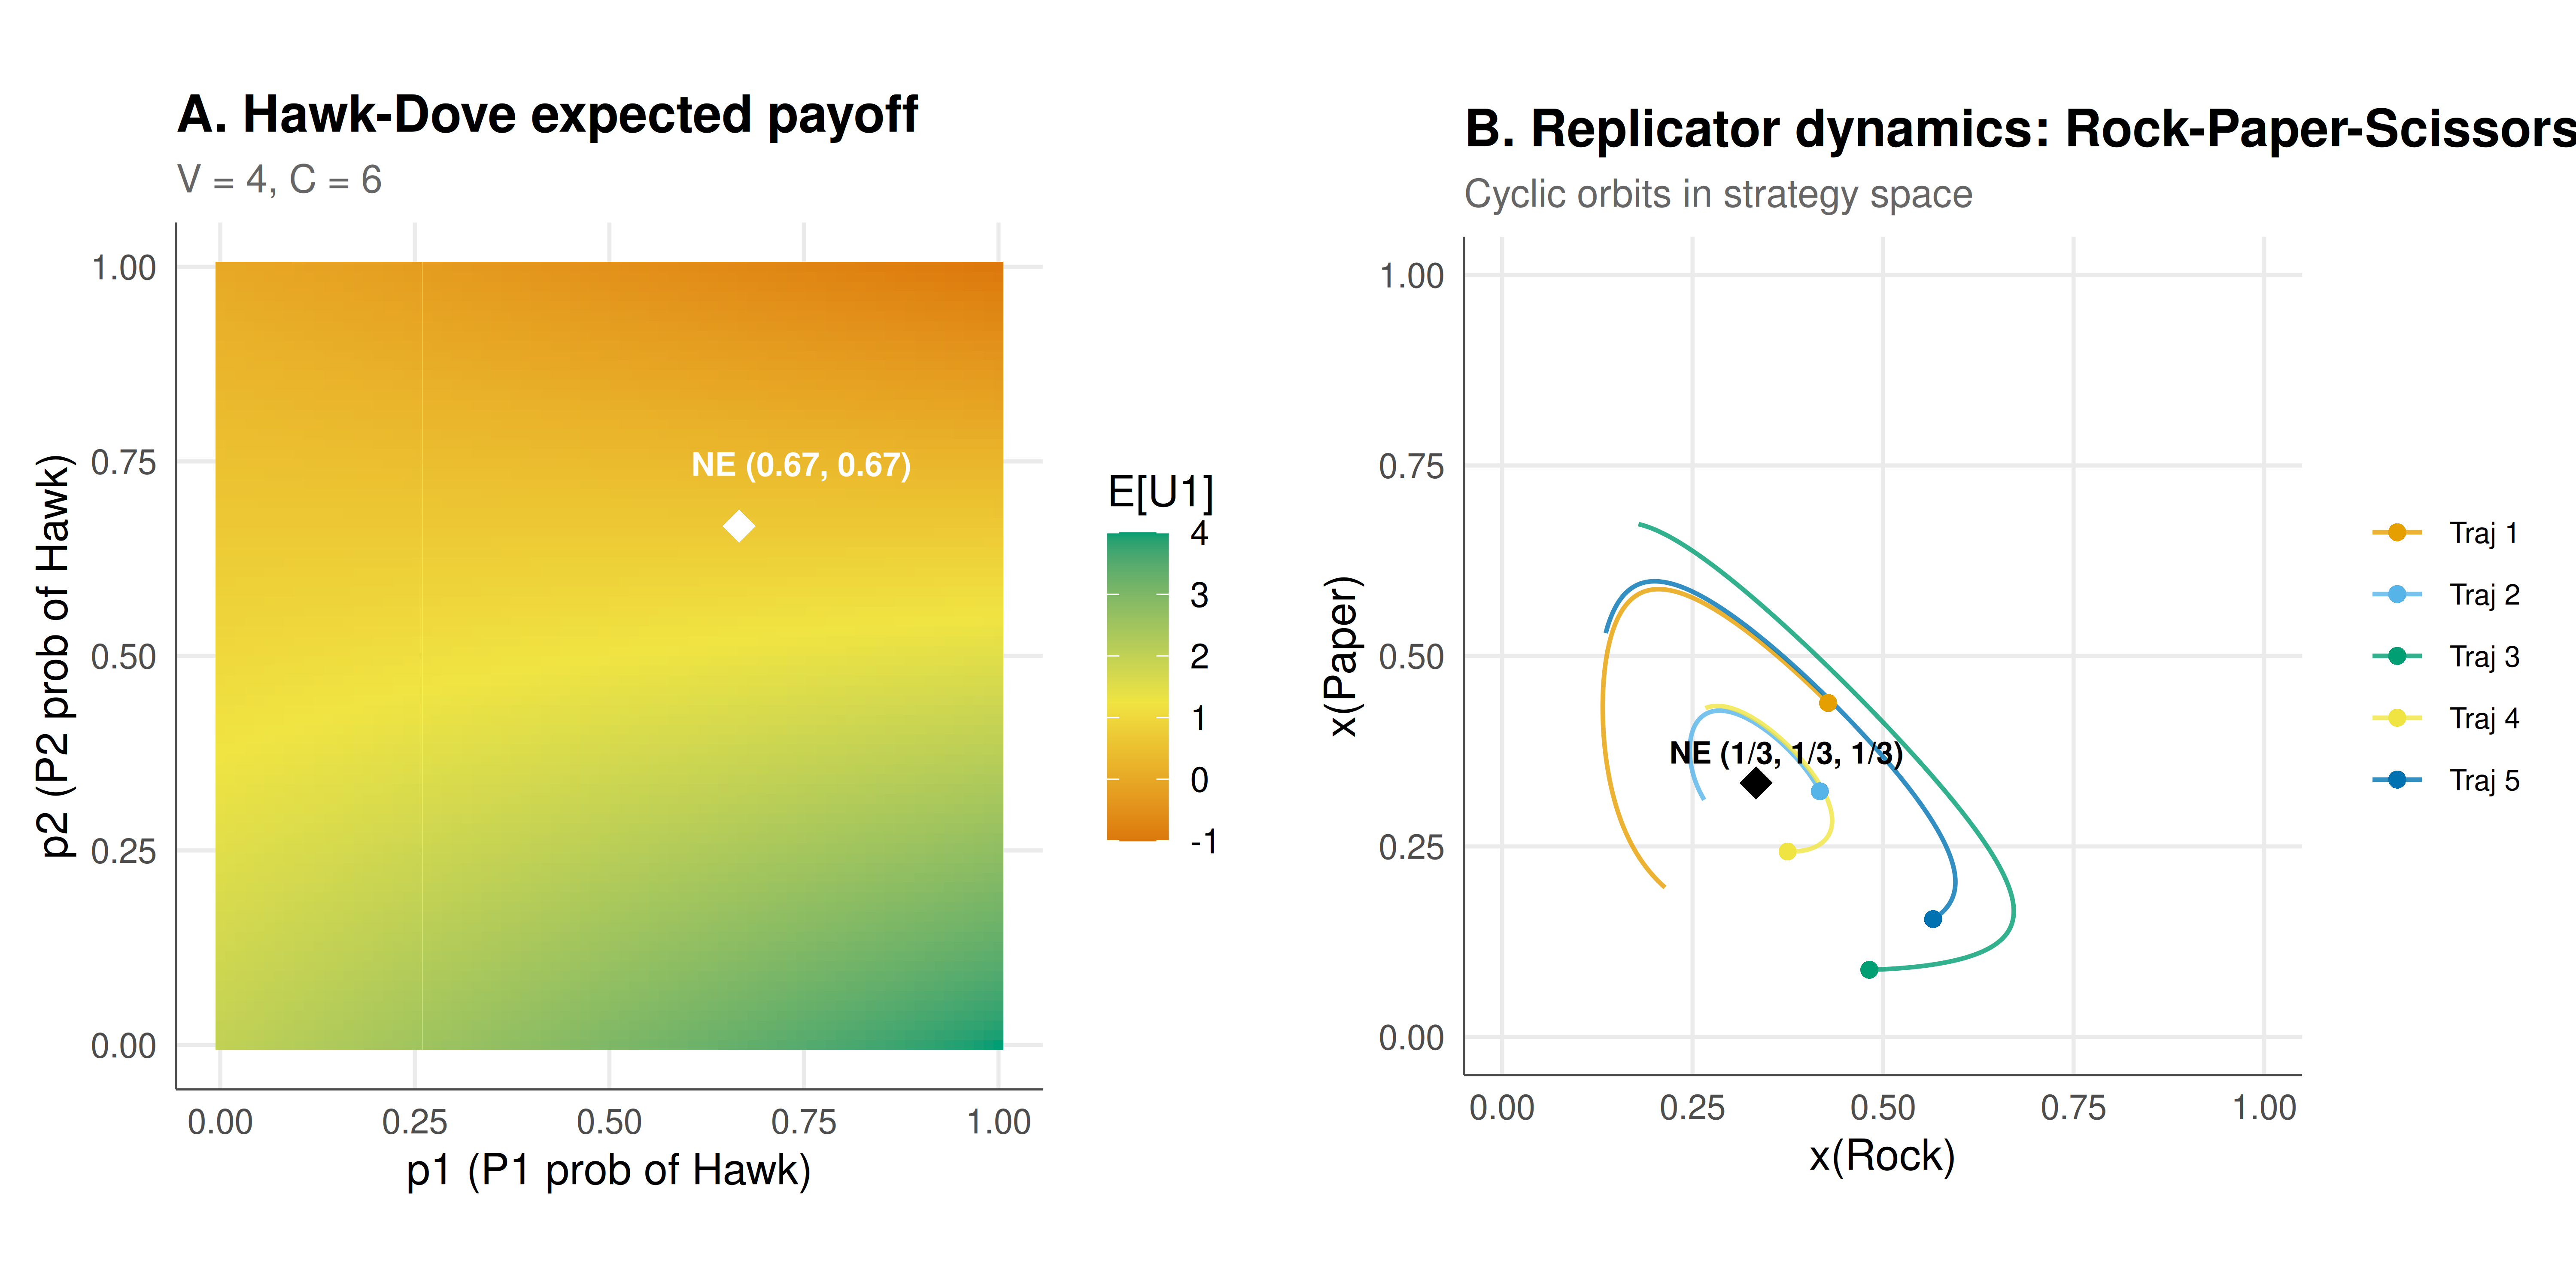 A. Hawk-Dove expected payoff
V = 4, C = 6
p2 (P2 prob of Hawk)
1.00
0.75
0.50
0.25
0.00
NE (0.67, 0.67)
0.00 0.25 0.50 0.75 1.00
p1 (P1 prob of Hawk)
E[U1]
4
3
2
1
0
-1
B. Replicator dynamics: Rock-Paper-Scissors
Cyclic orbits in strategy space
x(Paper)
1.00
0.75
0.50
0.25
0.00
NE (1/3, 1/3, 1/3)
0.00 0.25 0.50 0.75 1.00
x(Rock)
Traj 1
Traj 2
Traj 3
Traj 4
Traj 5